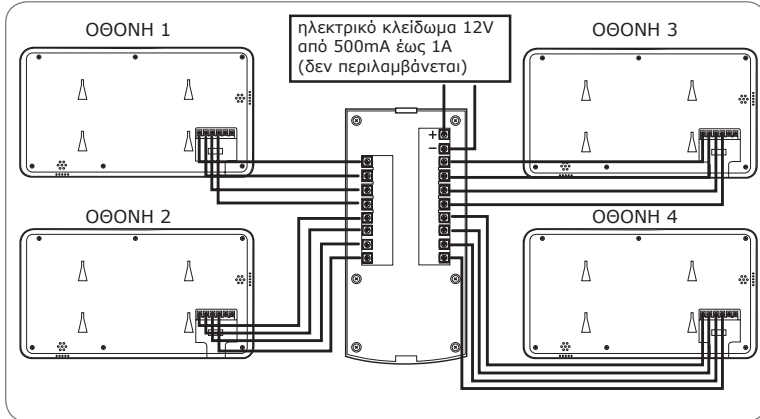 ΟΘΟΝΗ 1
ηλεκτρικό κλείδωμα 12V
από 500mA έως 1A
(δεν περιλαμβάνεται)
ΟΘΟΝΗ 3
+
−
ΟΘΟΝΗ 2
ΟΘΟΝΗ 4